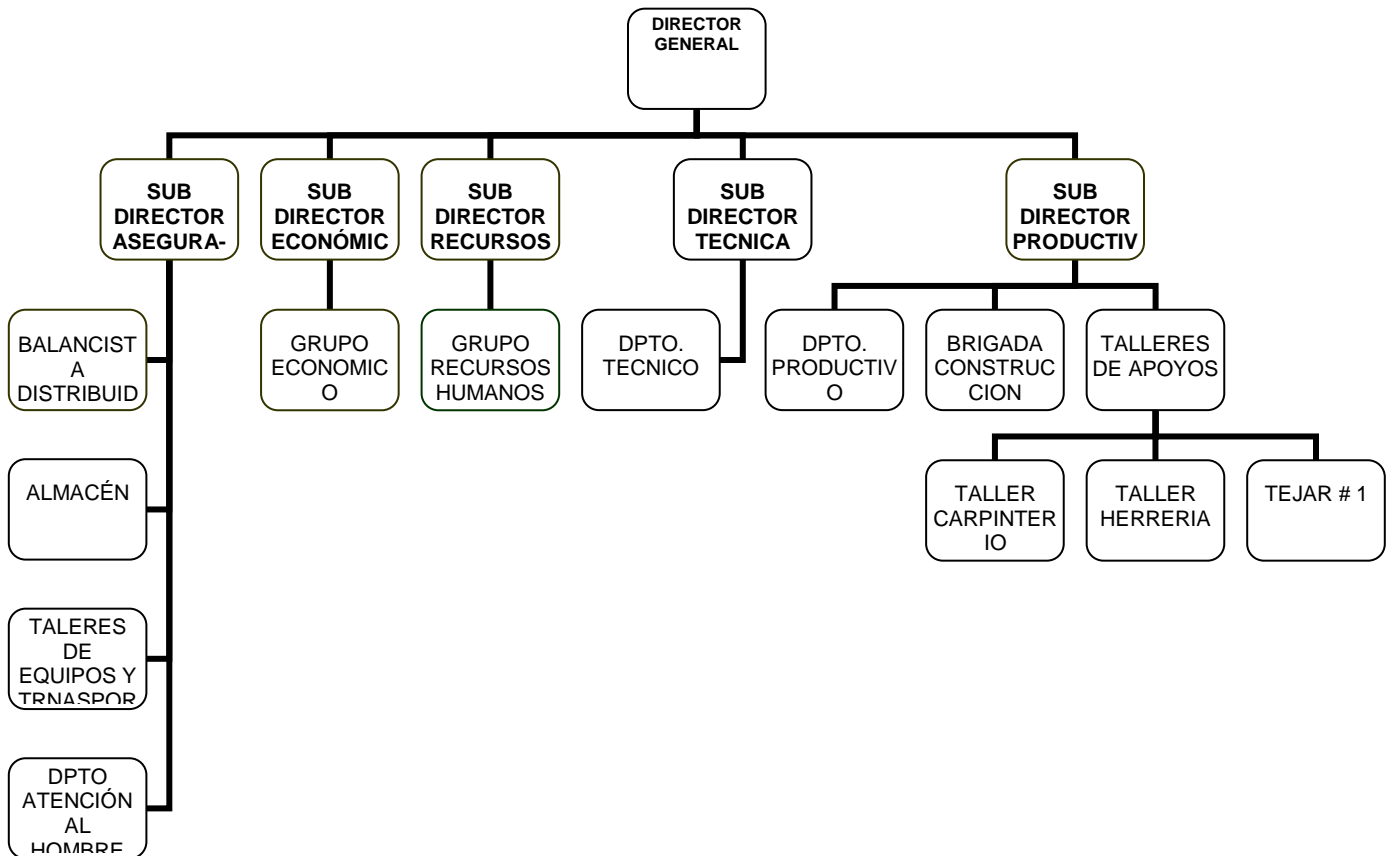 DIRECTOR
GENERAL
SUB
DIRECTOR
ASEGURA-
SUB
DIRECTOR
ECONÓMIC
SUB
DIRECTOR
RECURSOS
SUB
DIRECTOR
TECNICA
SUB
DIRECTOR
PRODUCTIV
BALANCIST
A
DISTRIBUID
GRUPO
ECONOMIC
O
GRUPO
RECURSOS
HUMANOS
DPTO.
TECNICO
DPTO.
PRODUCTIV
O
BRIGADA
CONSTRUC
CION
TALLERES
DE APOYOS
ALMACÉN
TALLER
CARPINTER
IO
TALLER
HERRERIA
TEJAR # 1
TALERES
DE
EQUIPOS Y
TRNASPOR
DPTO
ATENCIÓN
AL
HOMBRE